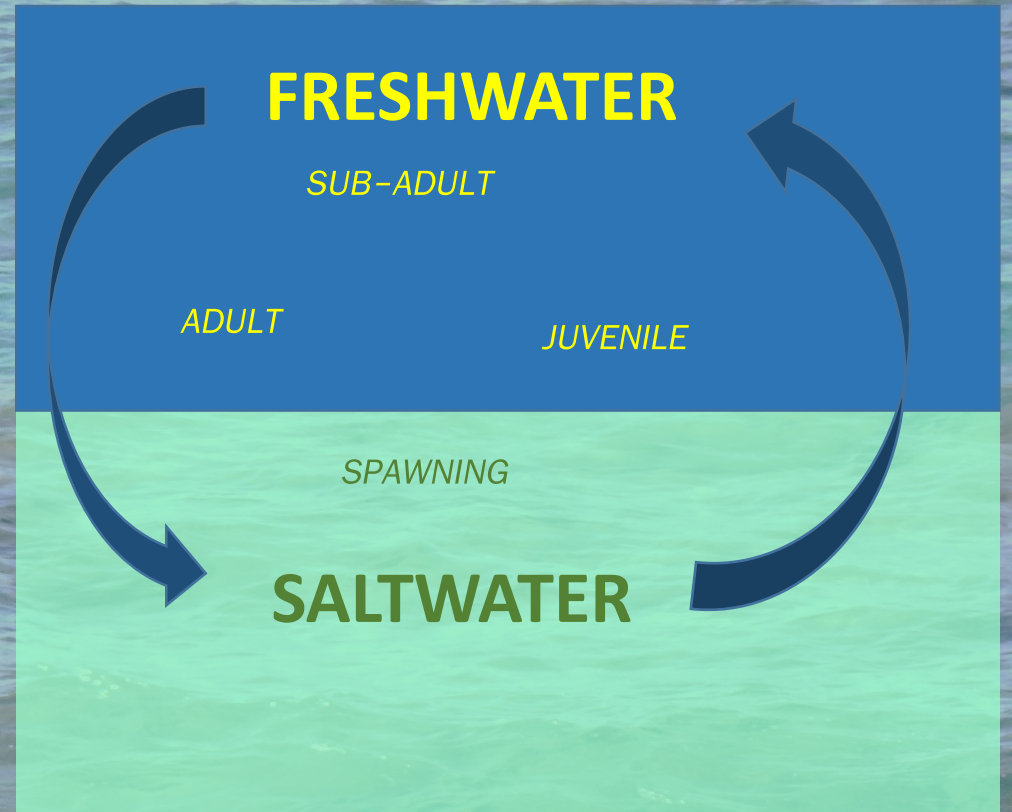 FRESHWATER
SUB-ADULT
ADULT
JUVENILE
SPAWNING
SALTWATER